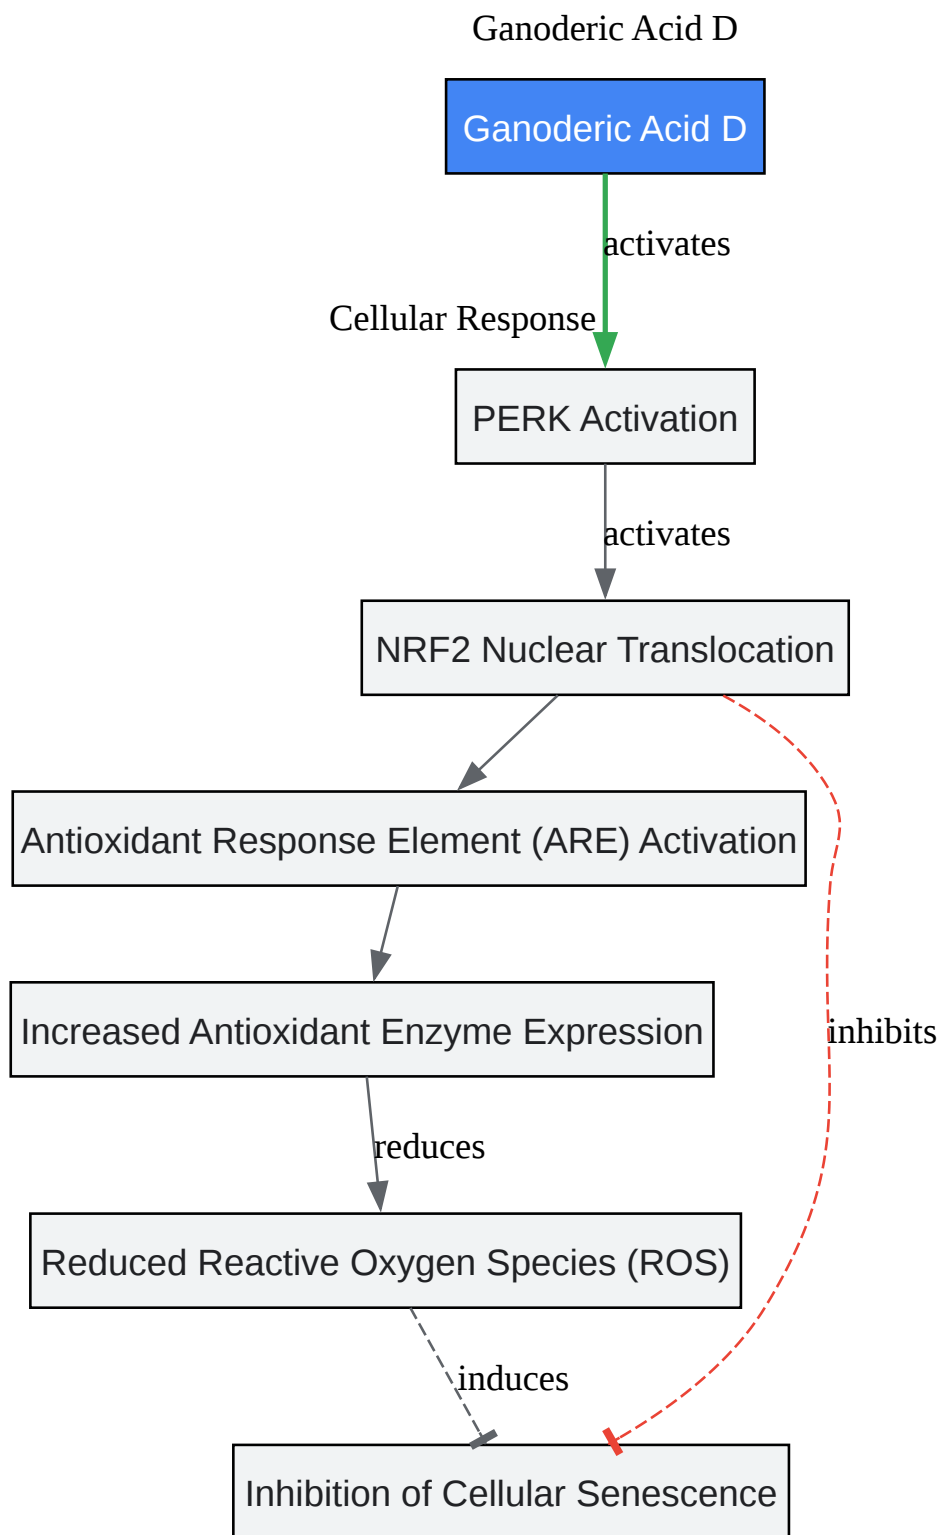 Ganoderic Acid D
Ganoderic Acid D
activates
Cellular Response
PERK Activation
activates
NRF2 Nuclear Translocation
Antioxidant Response Element (ARE) Activation
Increased Antioxidant Enzyme Expression
inhibits
reduces
Reduced Reactive Oxygen Species (ROS)
induces
Inhibition of Cellular Senescence